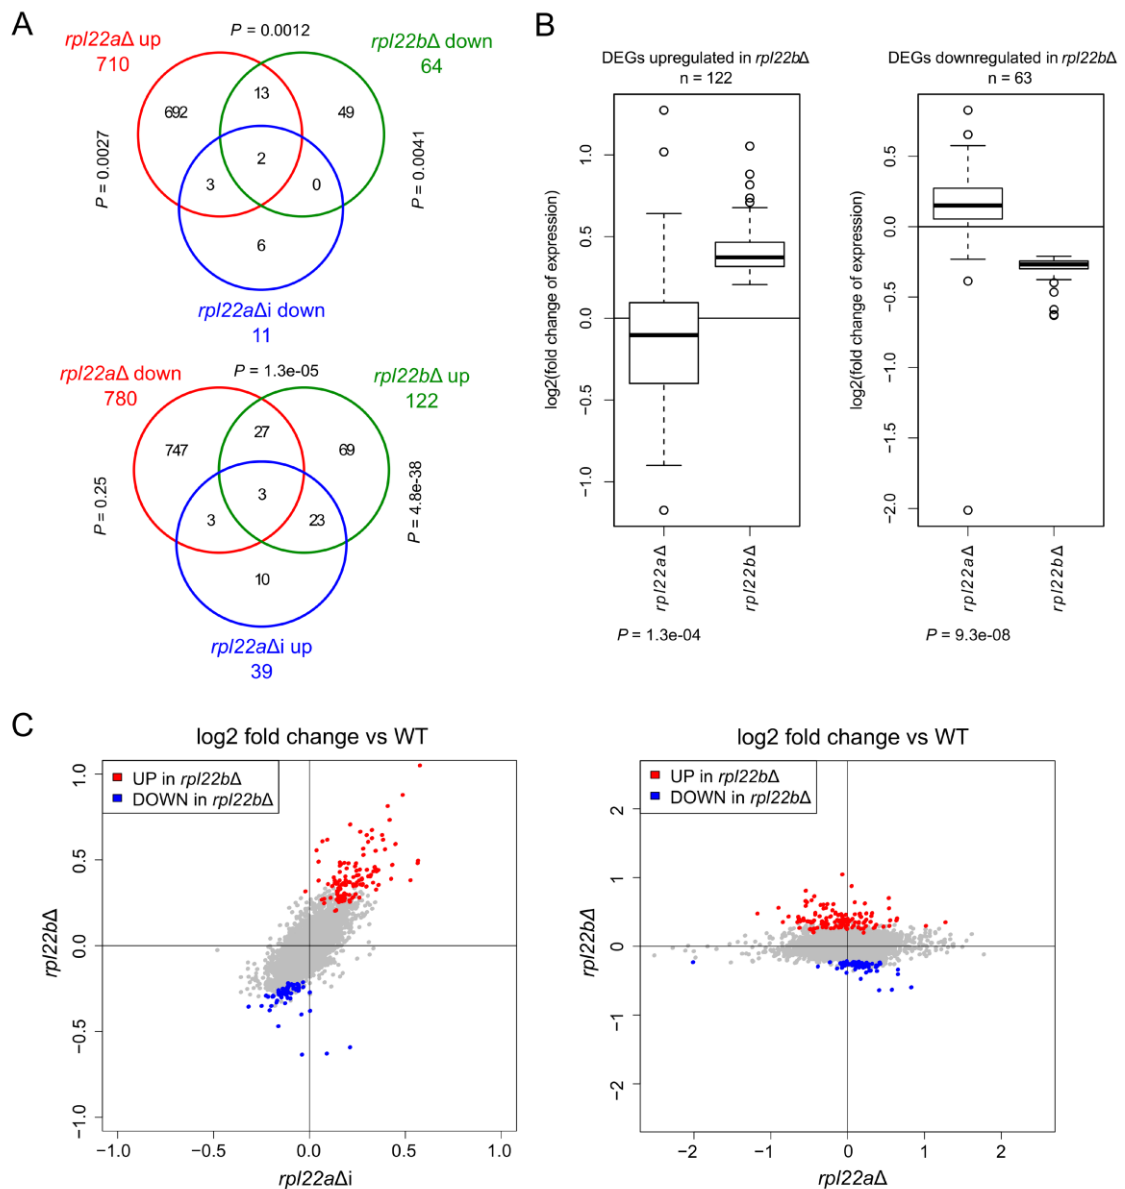 A
rpl22aΔ up
710
P = 0.0012
rpl22bΔ down
64
692
13
49
P = 0.0027
2
P = 0.0041
3
0
6
rpl22aΔi down
11
rpl22aΔ down
780
P = 1.3e-05
rpl22bΔ up
122
747
27
69
P = 0.25
3
P = 4.8e-38
3
23
10
rpl22aΔi up
39
B
DEGs upregulated in rpl22bΔ
n = 122
log2(fold change of expression)
1.0
0.5
0.0
−0.5
−1.0
rpl22aΔ
rpl22bΔ
P = 1.3e-04
DEGs downregulated in rpl22bΔ
n = 63
log2(fold change of expression)
0.5
0.0
−0.5
−1.0
−1.5
−2.0
rpl22aΔ
rpl22bΔ
P = 9.3e-08
C
log2 fold change vs WT
UP in rpl22bΔ
DOWN in rpl22bΔ
rpl22bΔ
1.0
0.5
0.0
−0.5
−1.0
−1.0
−0.5
0.0
0.5
1.0
rpl22aΔi
log2 fold change vs WT
UP in rpl22bΔ
DOWN in rpl22bΔ
rpl22bΔ
2
1
0
−1
−2
−2
−1
0
1
2
rpl22aΔ